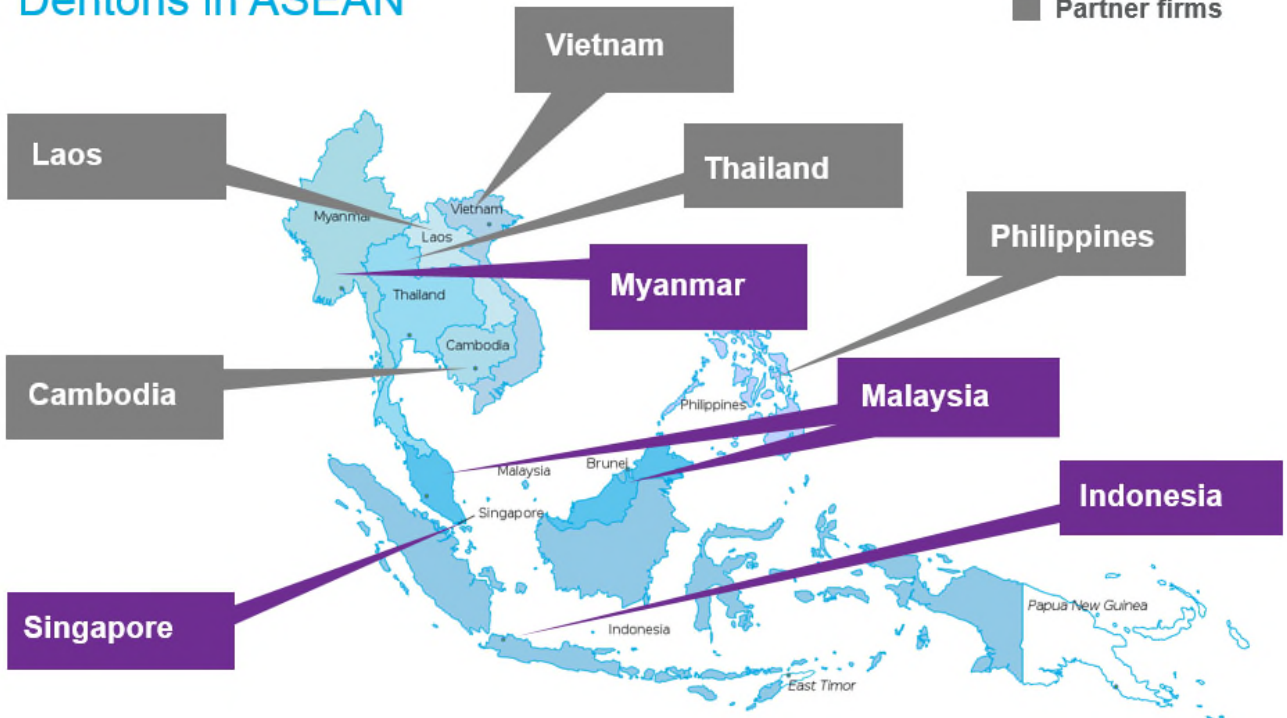 Dentons in ASEAN
Partner firms
Vietnam
Laos
Thailand
Philippines
Myanmar
Cambodia
Malaysia
Indonesia
Singapore
Myanmar
Vietnam
Laos
Thailand
Cambodia
Philippines
Malaysia
Brunei
Singapore
Indonesia
Papua New Guinea
East Timor